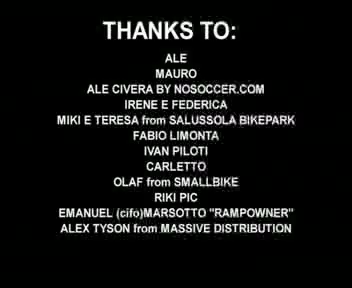 THANKS TO:
ALE
MAURO
ALE CIVERA BY NOSOCCER.COM
IRENE E FEDERICA
MIKI E TERESA from SALUSSOLA BIKEPARK
FABIO LIMONTA
IVAN PILOTI
CARLETTO
OLAF from SMALLBIKE
RIKI PIC
EMANUEL (cifo)MARSOTTO "RAMPOWNER"
ALEX TYSON from MASSIVE DISTRIBUTION